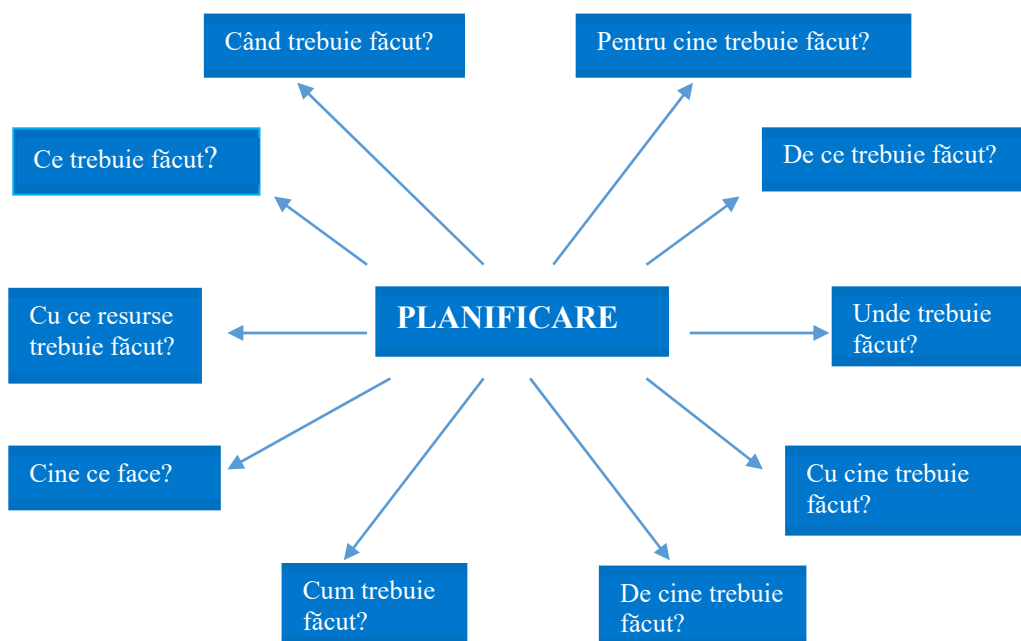 Când trebuie făcut?
Pentru cine trebuie făcut?
Ce trebuie făcut?
De ce trebuie făcut?
Cu ce resurse
trebuie făcut?
PLANIFICARE
Unde trebuie
făcut?
Cine ce face?
Cu cine trebuie
făcut?
Cum trebuie
făcut?
De cine trebuie
făcut?